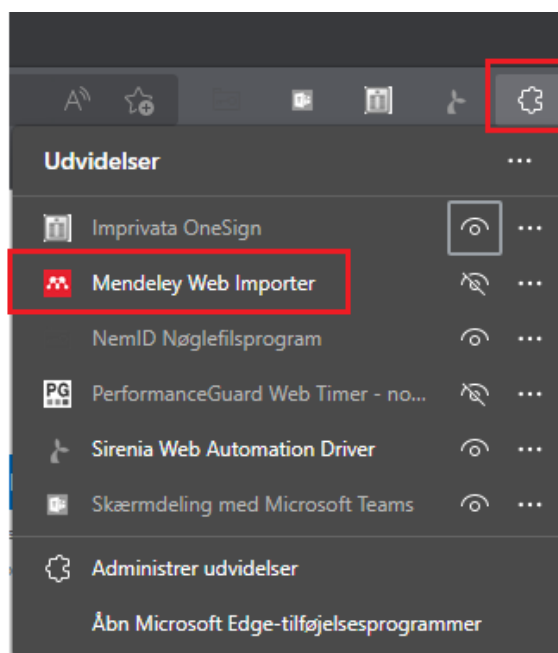 A
Udvidelser
Imprivata OneSign
Mendeley Web Importer
NemID Nøglefilsprogram
PG
PerformanceGuard Web Timer - no...
Sirenia Web Automation Driver
Skærmdeling med Microsoft Teams
Administrer udvidelser
Åbn Microsoft Edge-tilføjelsesprogrammer